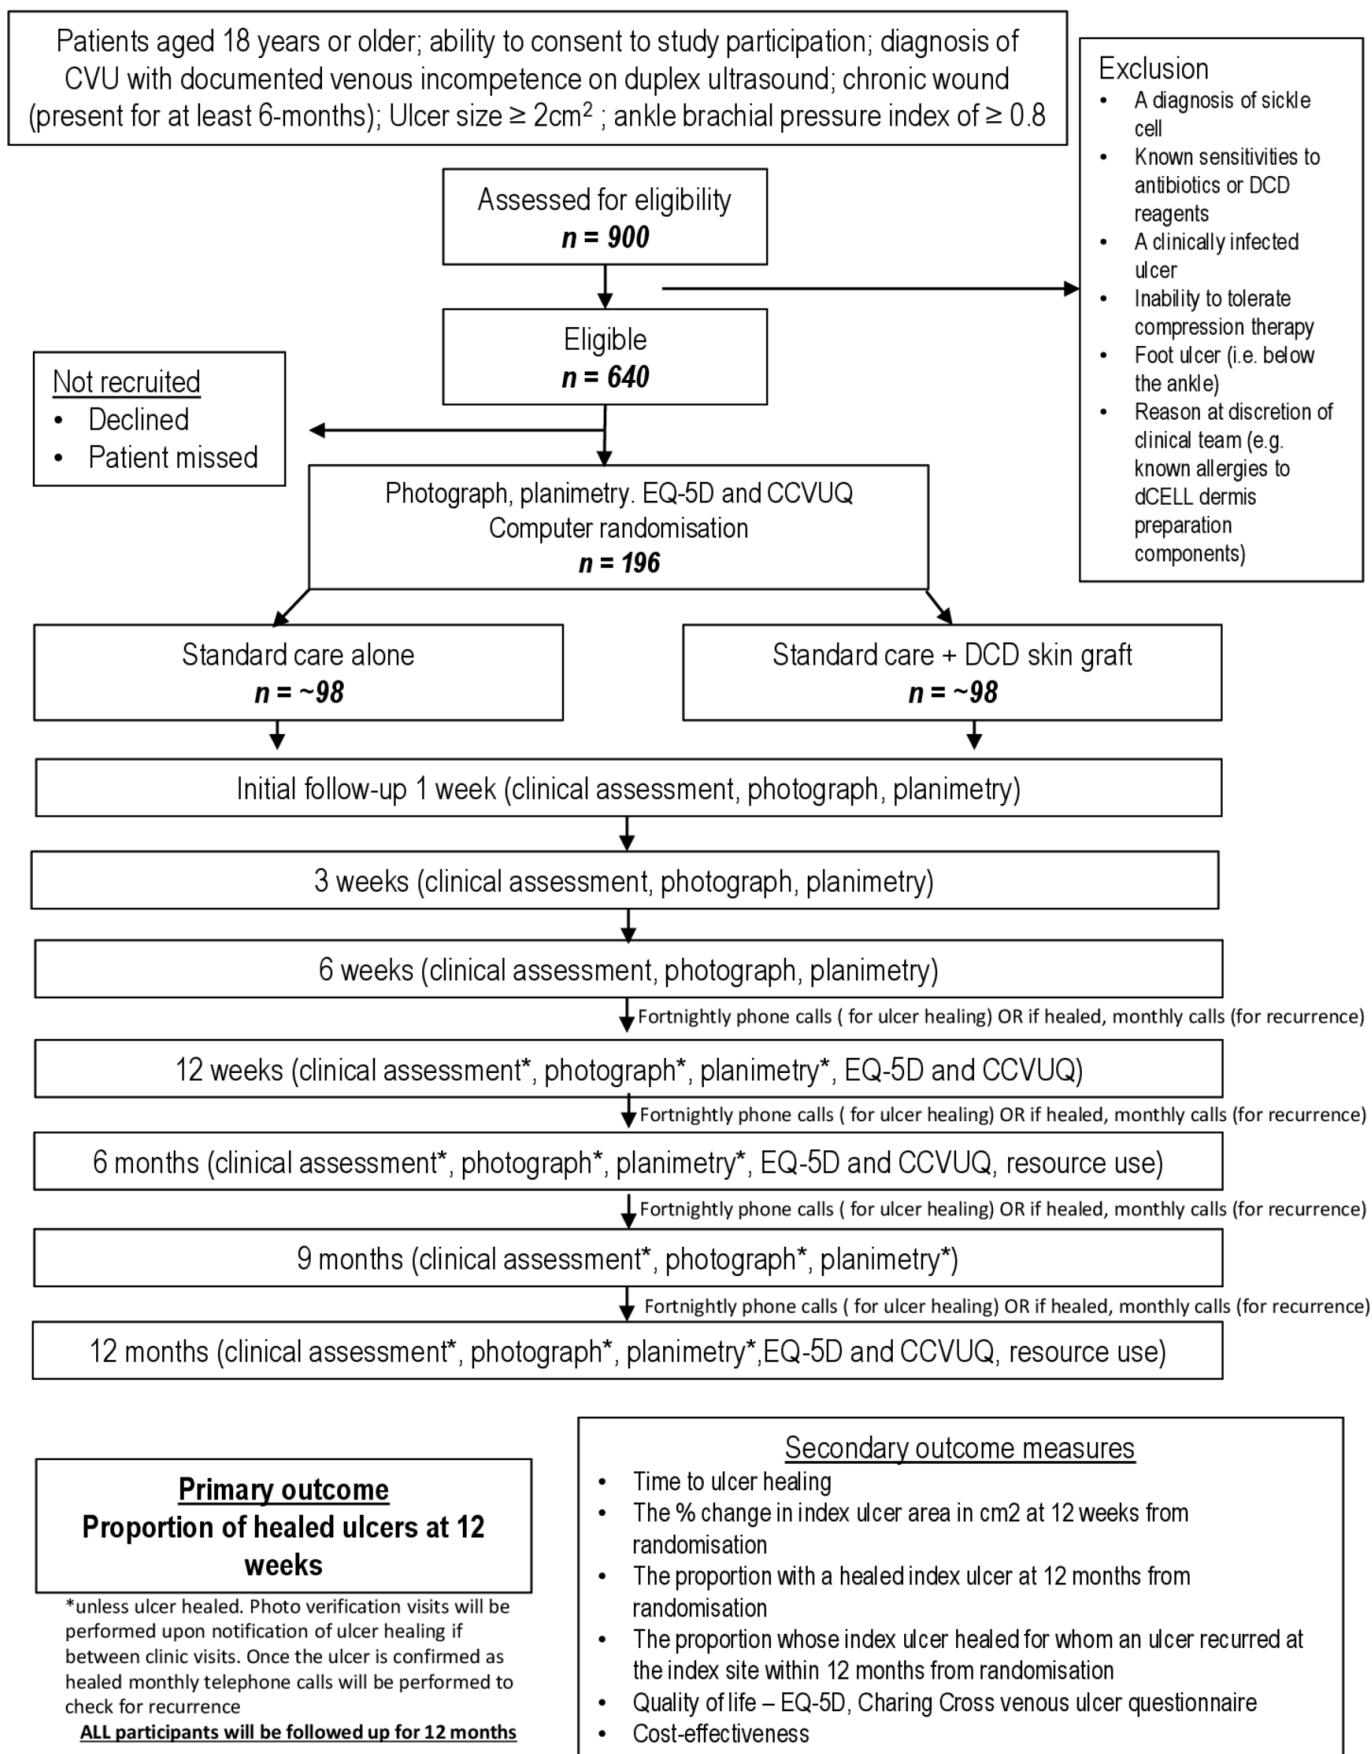 Patients aged 18 years or older; ability to consent to study participation; diagnosis of
CVU with documented venous incompetence on duplex ultrasound; chronic wound
(present for at least 6-months); Ulcer size ≥ 2cm² ; ankle brachial pressure index of ≥ 0.8
Exclusion
• A diagnosis of sickle
cell
• Known sensitivities to
antibiotics or DCD
reagents
• A clinically infected
ulcer
• Inability to tolerate
compression therapy
• Foot ulcer (i.e. below
the ankle)
• Reason at discretion of
clinical team (e.g.
known allergies to
dCELL dermis
preparation
components)
Assessed for eligibility
n = 900
Eligible
n = 640
Not recruited
• Declined
• Patient missed
Photograph, planimetry. EQ-5D and CCVUQ
Computer randomisation
n = 196
Standard care alone
n = ~98
Standard care + DCD skin graft
n = ~98
Initial follow-up 1 week (clinical assessment, photograph, planimetry)
3 weeks (clinical assessment, photograph, planimetry)
6 weeks (clinical assessment, photograph, planimetry)
Fortnightly phone calls ( for ulcer healing) OR if healed, monthly calls (for recurrence)
12 weeks (clinical assessment*, photograph*, planimetry*, EQ-5D and CCVUQ)
Fortnightly phone calls ( for ulcer healing) OR if healed, monthly calls (for recurrence)
6 months (clinical assessment*, photograph*, planimetry*, EQ-5D and CCVUQ, resource use)
Fortnightly phone calls ( for ulcer healing) OR if healed, monthly calls (for recurrence)
9 months (clinical assessment*, photograph*, planimetry*)
Fortnightly phone calls ( for ulcer healing) OR if healed, monthly calls (for recurrence)
12 months (clinical assessment*, photograph*, planimetry*,EQ-5D and CCVUQ, resource use)
Primary outcome
Proportion of healed ulcers at 12
weeks
*unless ulcer healed. Photo verification visits will be
performed upon notification of ulcer healing if
between clinic visits. Once the ulcer is confirmed as
healed monthly telephone calls will be performed to
check for recurrence
ALL participants will be followed up for 12 months
Secondary outcome measures
• Time to ulcer healing
• The % change in index ulcer area in cm2 at 12 weeks from
randomisation
• The proportion with a healed index ulcer at 12 months from
randomisation
• The proportion whose index ulcer healed for whom an ulcer recurred at
the index site within 12 months from randomisation
• Quality of life – EQ-5D, Charing Cross venous ulcer questionnaire
• Cost-effectiveness